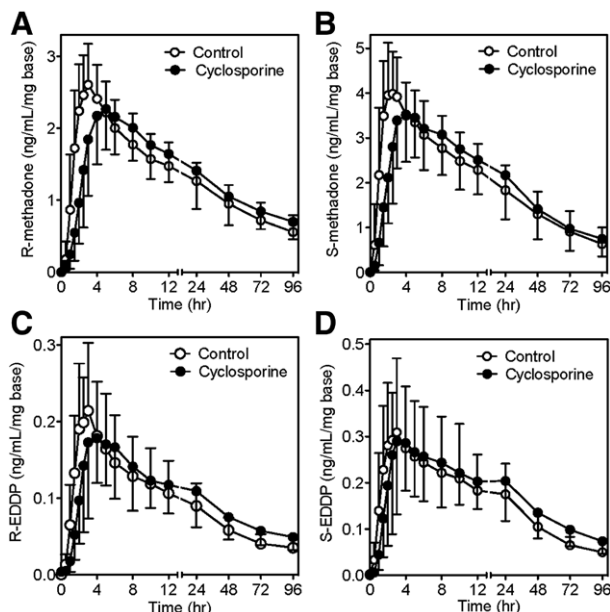 A
Control
Cyclosporine
R-methadone (ng/mL/mg base)
3
2
1
0
0 4 8 12 24 48 72 96
Time (hr)
B
Control
Cyclosporine
S-methadone (ng/mL/mg base)
5
4
3
2
1
0
0 4 8 12 24 48 72 96
Time (hr)
C
Control
Cyclosporine
R-EDDP (ng/mL/mg base)
0.3
0.2
0.1
0.0
0 4 8 12 24 48 72 96
Time (hr)
D
Control
Cyclosporine
S-EDDP (ng/mL/mg base)
0.5
0.4
0.3
0.2
0.1
0.0
0 4 8 12 24 48 72 96
Time (hr)